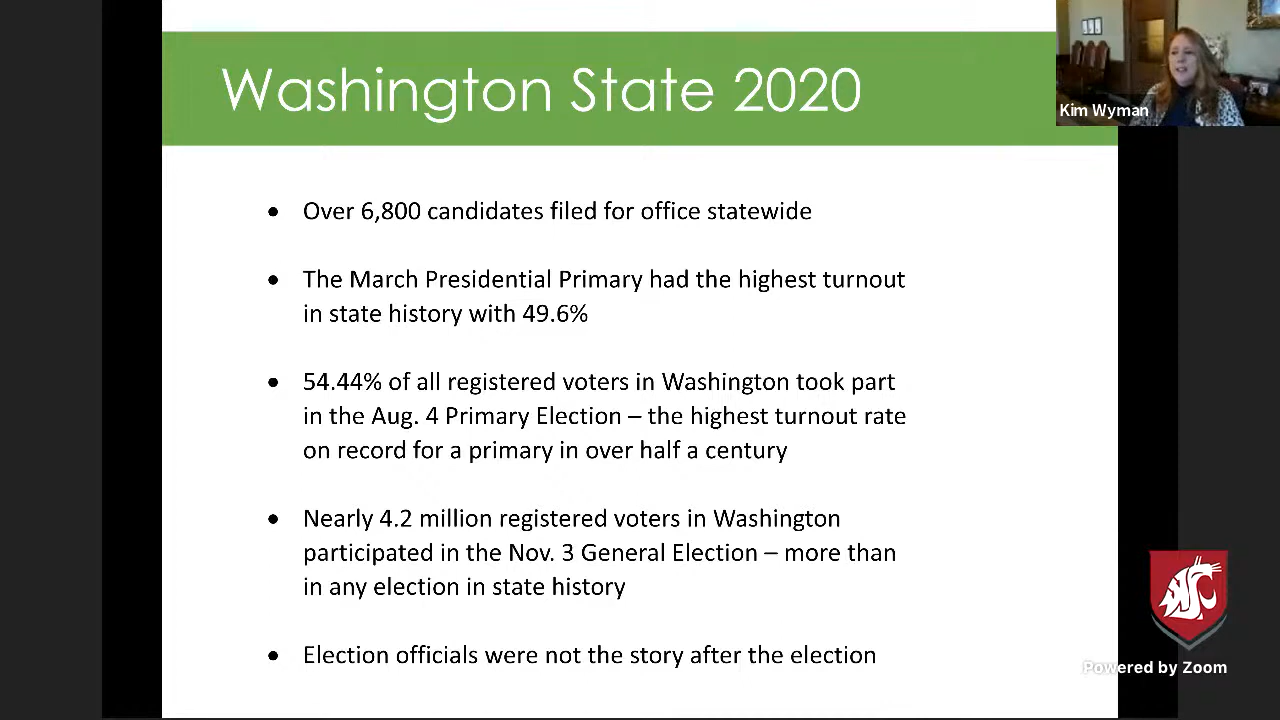 Washington State 2020
Kim Wyman
• Over 6,800 candidates filed for office statewide
• The March Presidential Primary had the highest turnout
in state history with 49.6%
• 54.44% of all registered voters in Washington took part
in the Aug. 4 Primary Election – the highest turnout rate
on record for a primary in over half a century
• Nearly 4.2 million registered voters in Washington
participated in the Nov. 3 General Election – more than
in any election in state history
• Election officials were not the story after the election
Powered by Zoom